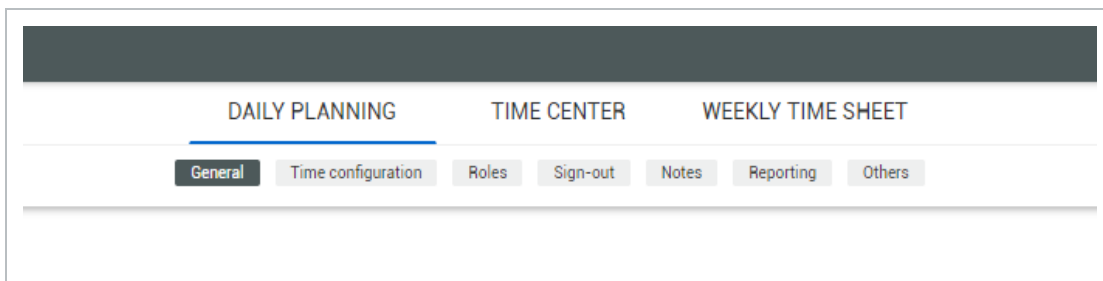 DAILY PLANNING TIME CENTER WEEKLY TIME SHEET
General Time configuration Roles Sign-out Notes Reporting Others